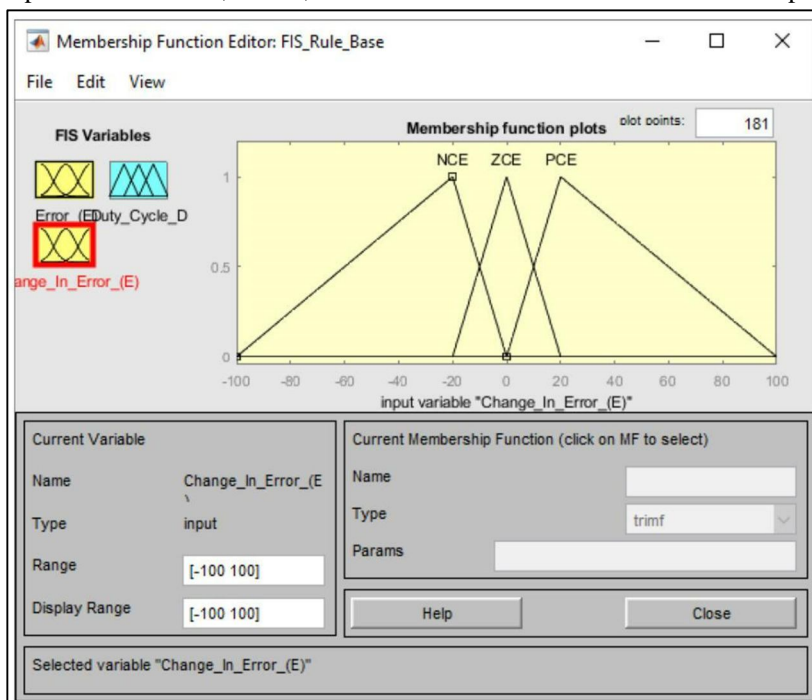 Membership Function Editor: FIS_Rule_Base
File Edit View
FIS Variables
Membership function plots
plot points:
181
NCE ZCE PCE
Error_(E)
Duty_Cycle_D
ange_In_Error_(E)
1
0.5
0
-100 -80 -60 -40 -20 0 20 40 60 80 100
input variable "Change_In_Error_(E)"
Current Variable
Name Change_In_Error_(E
)
Type input
Range [-100 100]
Display Range [-100 100]
Current Membership Function (click on MF to select)
Name
Type trimf
Params
Help Close
Selected variable "Change_In_Error_(E)"